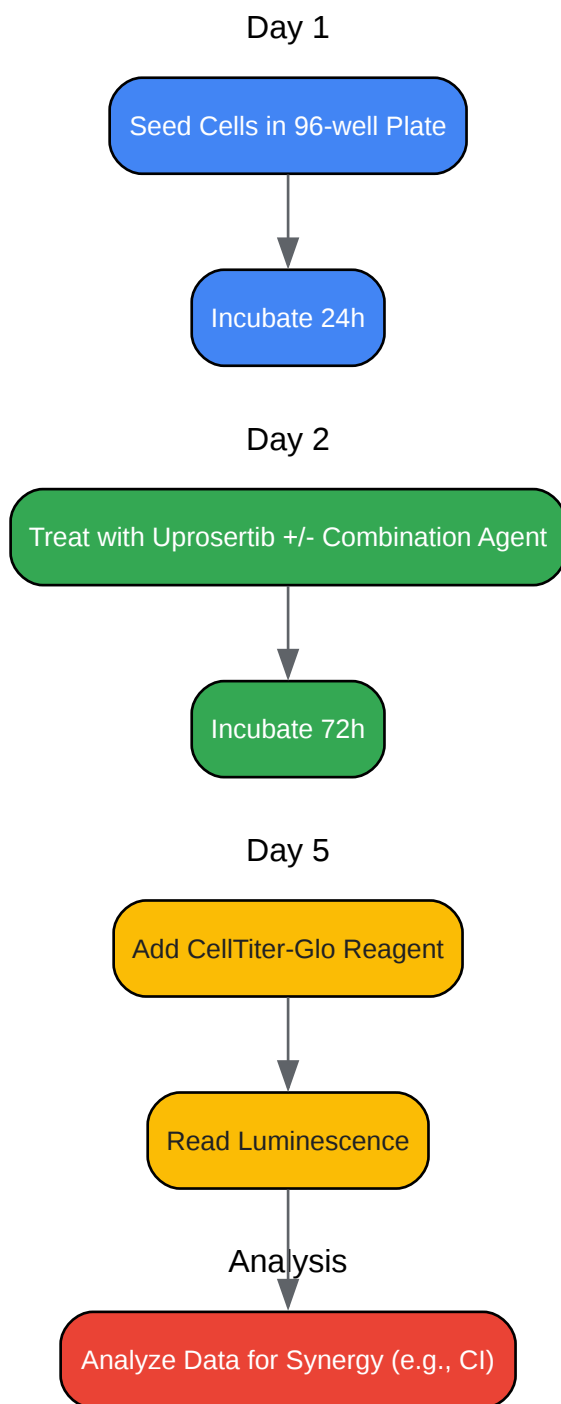 Day 1
Seed Cells in 96-well Plate
Incubate 24h
Day 2
Treat with Uprosertib +/- Combination Agent
Incubate 72h
Day 5
Add CellTiter-Glo Reagent
Read Luminescence
Analysis
Analyze Data for Synergy (e.g., CI)